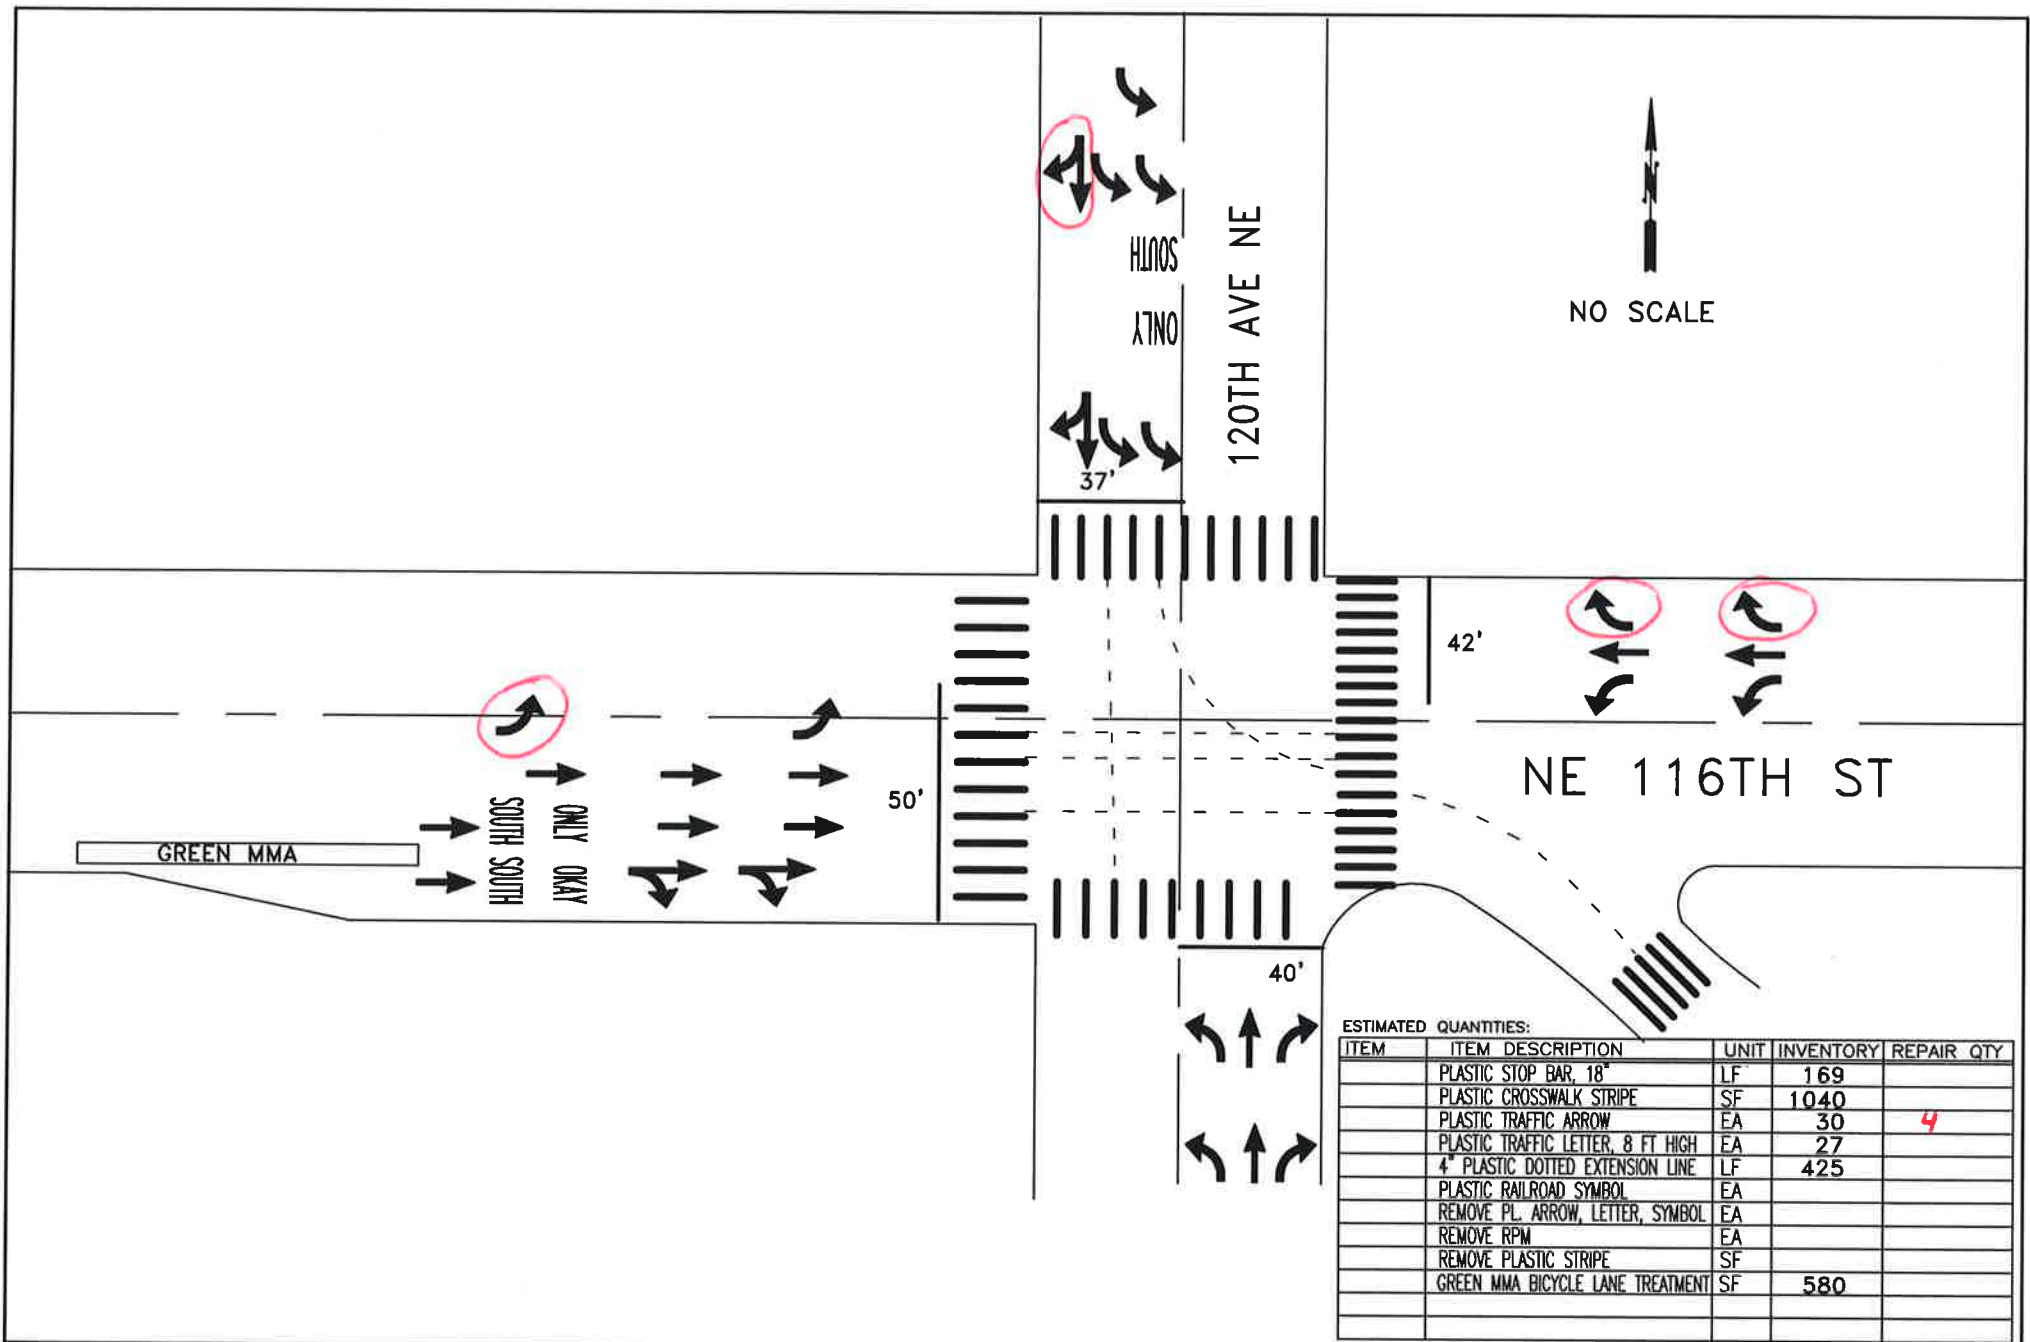 SOUTH
ONLY
120TH AVE NE
N
NO SCALE
37'
42'
50'
NE 116TH ST
GREEN MMA
SOUTH SOUTH
ONLY OKAY
40'
ESTIMATED QUANTITIES:
ITEM ITEM DESCRIPTION UNIT INVENTORY REPAIR QTY
PLASTIC STOP BAR, 18" LF 169
PLASTIC CROSSWALK STRIPE SF 1040
PLASTIC TRAFFIC ARROW EA 30 4
PLASTIC TRAFFIC LETTER, 8 FT HIGH EA 27
4" PLASTIC DOTTED EXTENSION LINE LF 425
PLASTIC RAILROAD SYMBOL EA
REMOVE PL. ARROW, LETTER, SYMBOL EA
REMOVE RPM EA
REMOVE PLASTIC STRIPE SF
GREEN MMA BICYCLE LANE TREATMENT SF 580